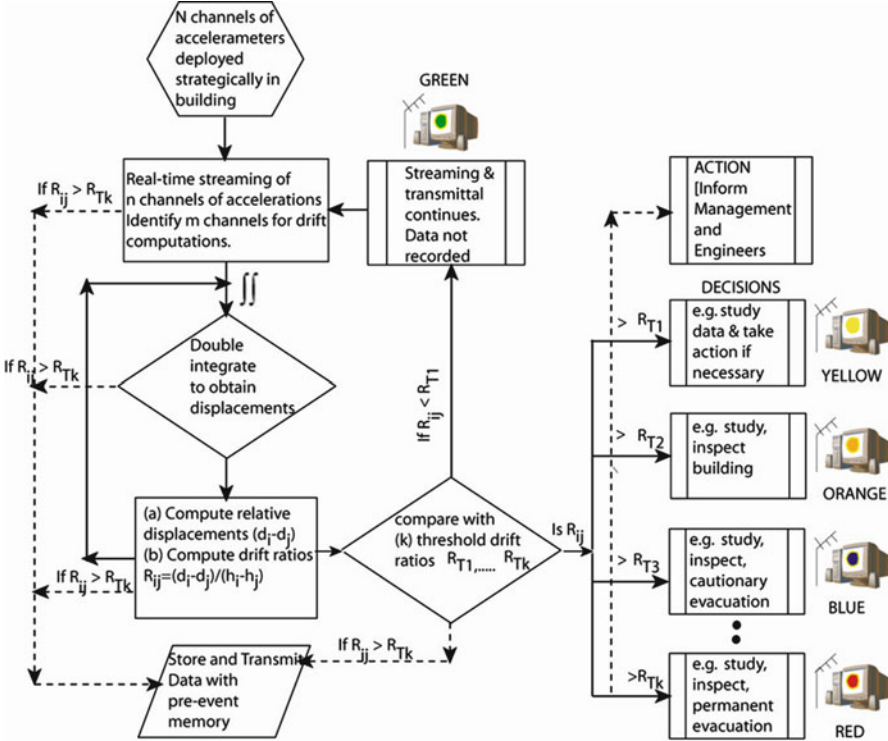 N channels of
accelerameters
deployed
strategically in
building
GREEN
If Rij > RTk
Real-time streaming of
n channels of accelerations
Identify m channels for drift
computations.
Streaming &
transmittal
continues.
Data not
recorded
ACTION
[Inform
Management
and
Engineers
∫∫
Double
integrate
to obtain
displacements
If Rij > RTk
If Rij < RT1
DECISIONS
> RT1
e.g. study
data & take
action if
necessary
YELLOW
> RT2
e.g. study,
inspect
building
ORANGE
(a) Compute relative
displacements (di-dj)
(b) Compute drift ratios
Rij=(di-dj)/(hi-hj)
If Rij > RTk
compare with
(k) threshold drift
ratios RT1,..... RTk
Is Rij
> RT3
e.g. study,
inspect,
cautionary
evacuation
BLUE
If Rij > RTk
Store and Transmit
Data with
pre-event
memory
>RTk
e.g. study,
inspect,
permanent
evacuation
RED